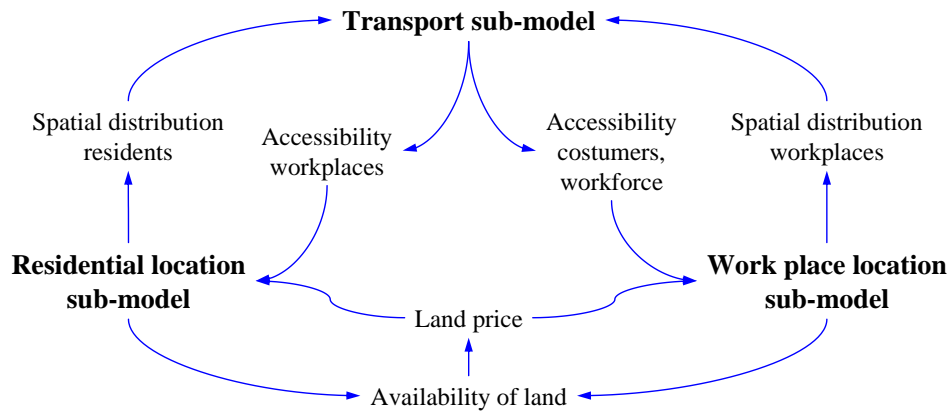 Transport sub-model
Spatial distribution
residents
Accessibility
workplaces
Accessibility
costumers,
workforce
Spatial distribution
workplaces
Residential location
sub-model
Work place location
sub-model
Land price
Availability of land